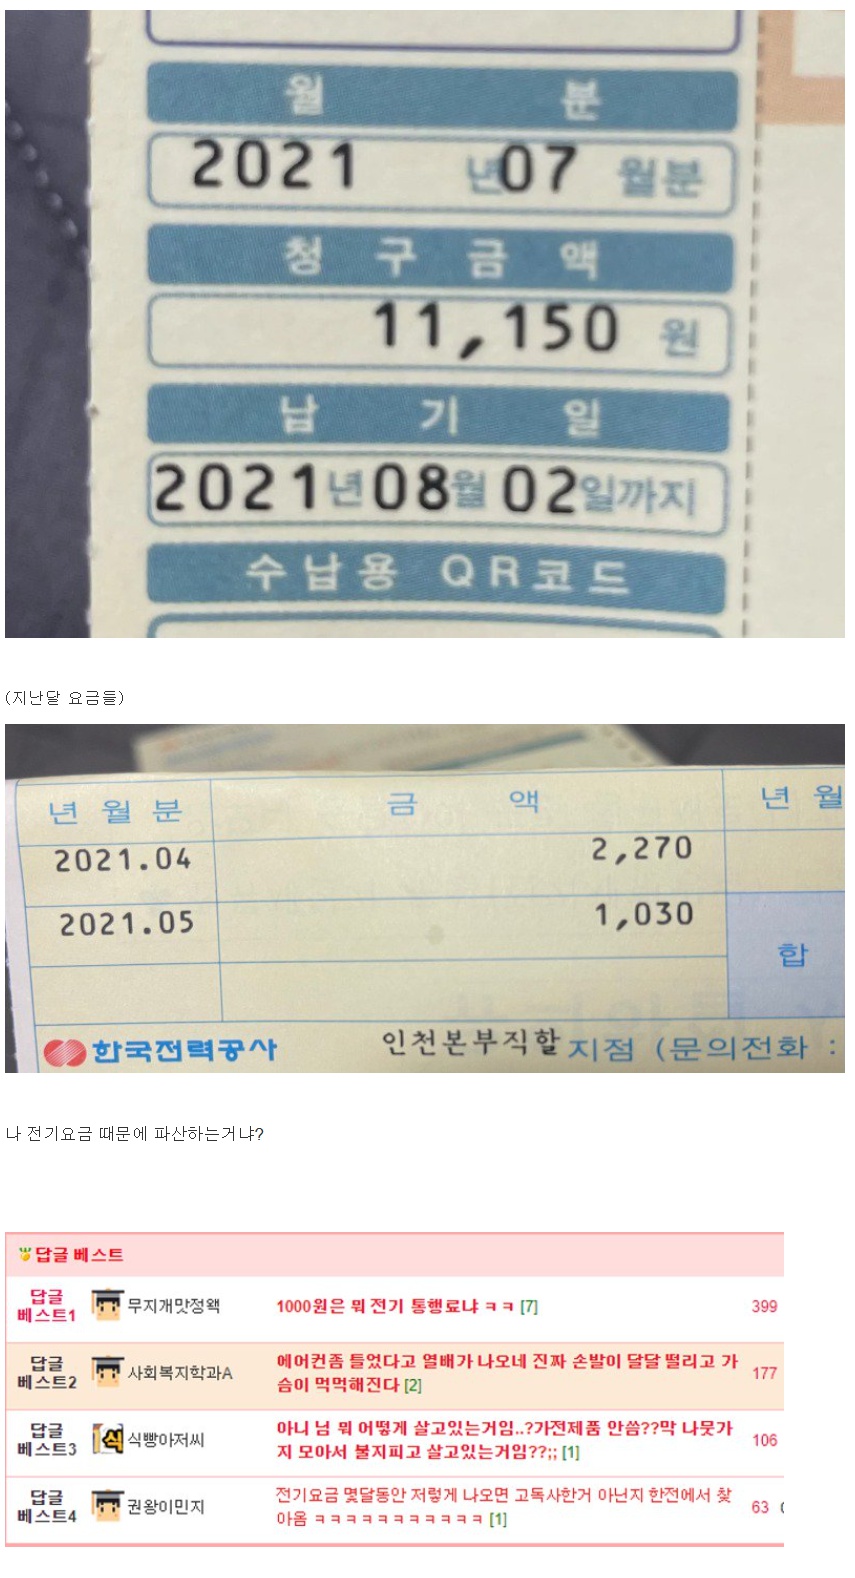 월 분
2021 년 07 월분
청 구 금 액
11,150 원
납 기 일
2021년 08월 02일까지
수납용 QR코드
(지난달 요금들)
년 월 분 금 액 년 월
2021.04 2,270
2021.05 1,030
합
한국전력공사 인천본부직할 지점 (문의전화 :
나 전기요금 때문에 파산하는거냐?
답글 베스트
답글 베스트1 무지개맛정액 1000원은 뭐 전기 통행료냐 ㅋㅋ [7] 399
답글 베스트2 사회복지학과A 에어컨좀 틀었다고 열배가 나오네 진짜 손발이 달달 떨리고 가
슴이 먹먹해진다 [2] 177
답글 베스트3 식빵아저씨 아니 님 뭐 어떻게 살고있는거임..?가전제품 안씀??막 나뭇가
지 모아서 불지피고 살고있는거임??;; [1] 106
답글 베스트4 권왕이민지 전기요금 몇달동안 저렇게 나오면 고독사한거 아닌지 한전에서 찾
아옴 ㅋㅋㅋㅋㅋㅋㅋㅋㅋㅋㅋ [1] 63